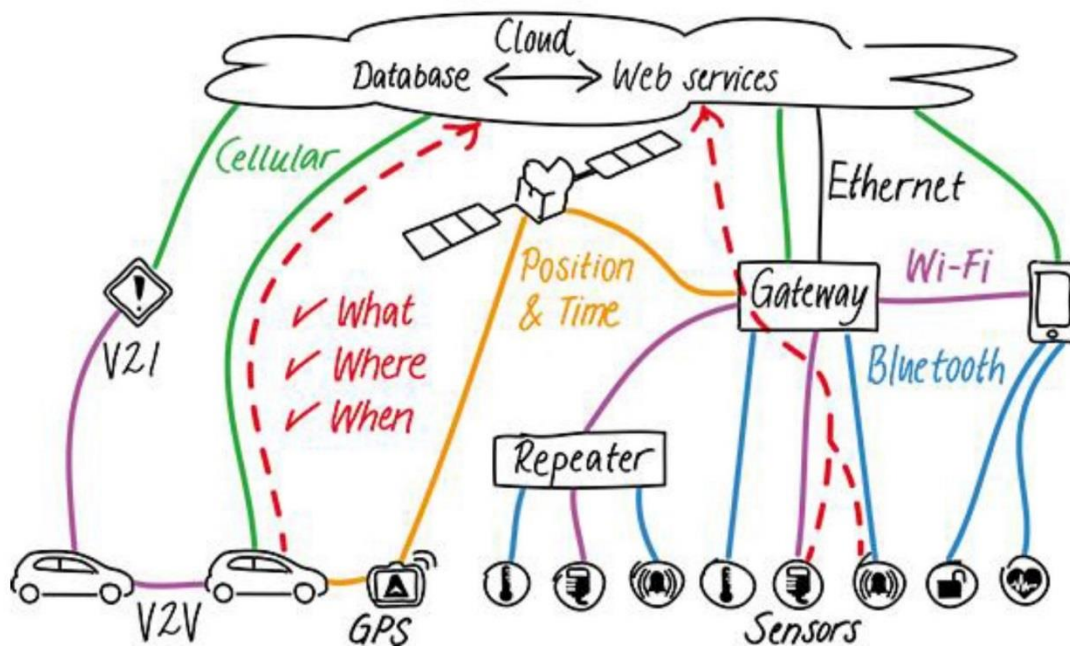 Cloud
Database Web services
Cellular
Ethernet
Position
& Time
Wi-Fi
Gateway
✓ What
✓ Where
✓ When
V2I
Bluetooth
Repeater
V2V
GPS
Sensors